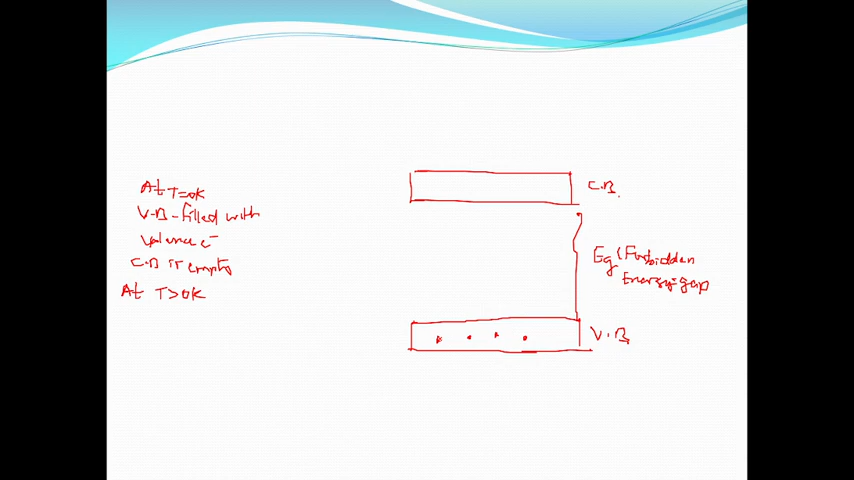 At T=0K
V.B - filled with
valence e-
C.B is empty
At T>0K
C.B.
Eg (Forbidden
Energy gap
V.B